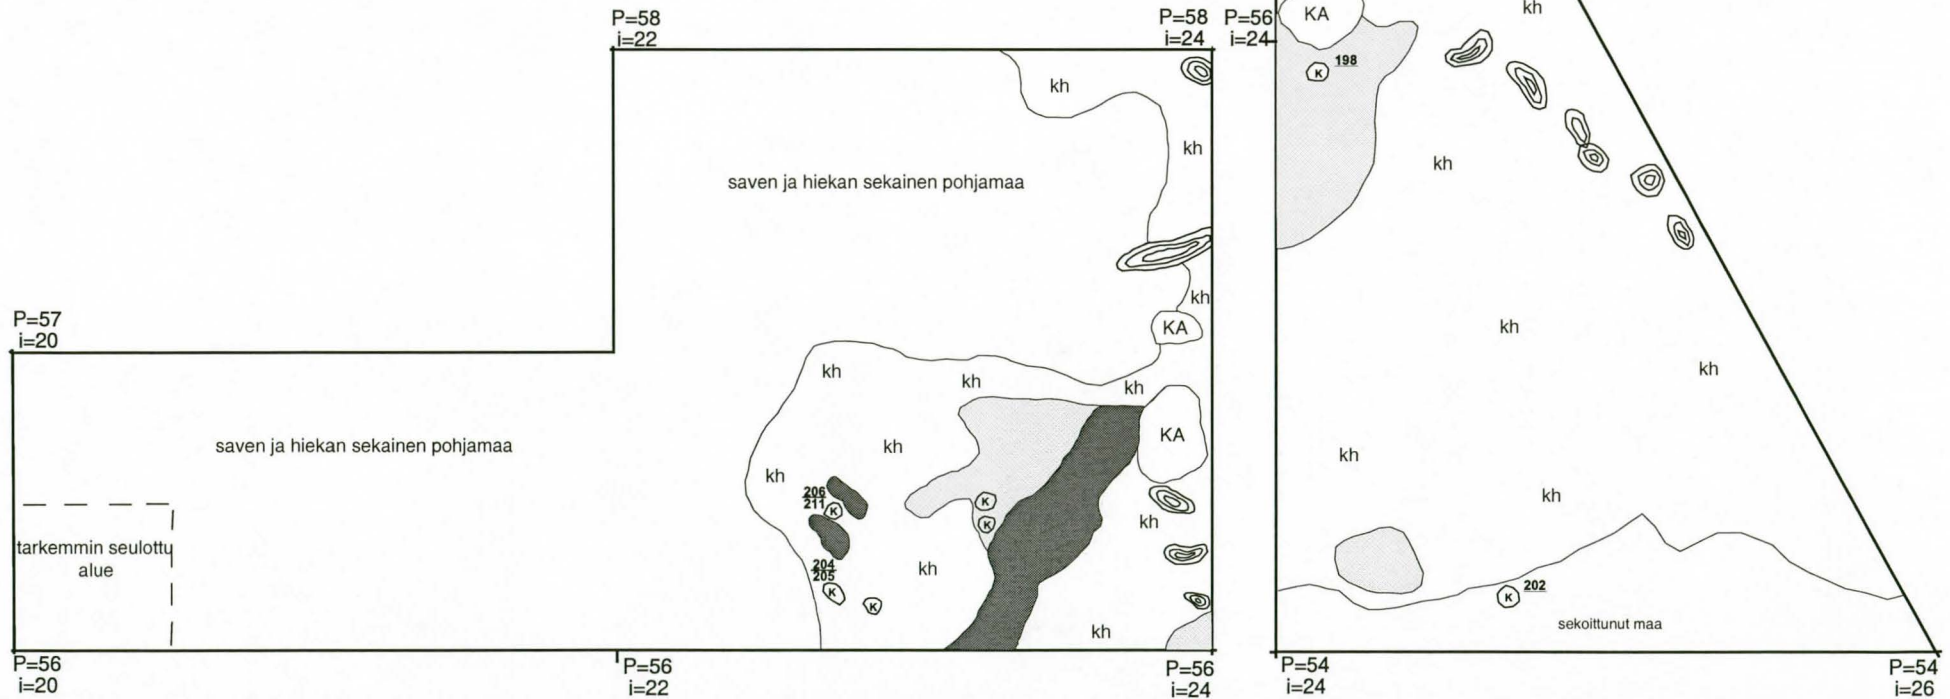 P=58
i=22
P=58
i=24
kh
kh
saven ja hiekan sekainen pohjamaa
kh
KA
P=57
i=20
kh
kh
kh
KA
saven ja hiekan sekainen pohjamaa
kh
kh
206
211
K
K
K
kh
tarkemmin seulottu
alue
204
205
K
K
kh
kh
P=56
i=20
P=56
i=22
P=56
i=24
P=56
i=24
KA
kh
198
K
kh
kh
kh
kh
kh
202
K
sekoittunut maa
P=54
i=24
P=54
i=26